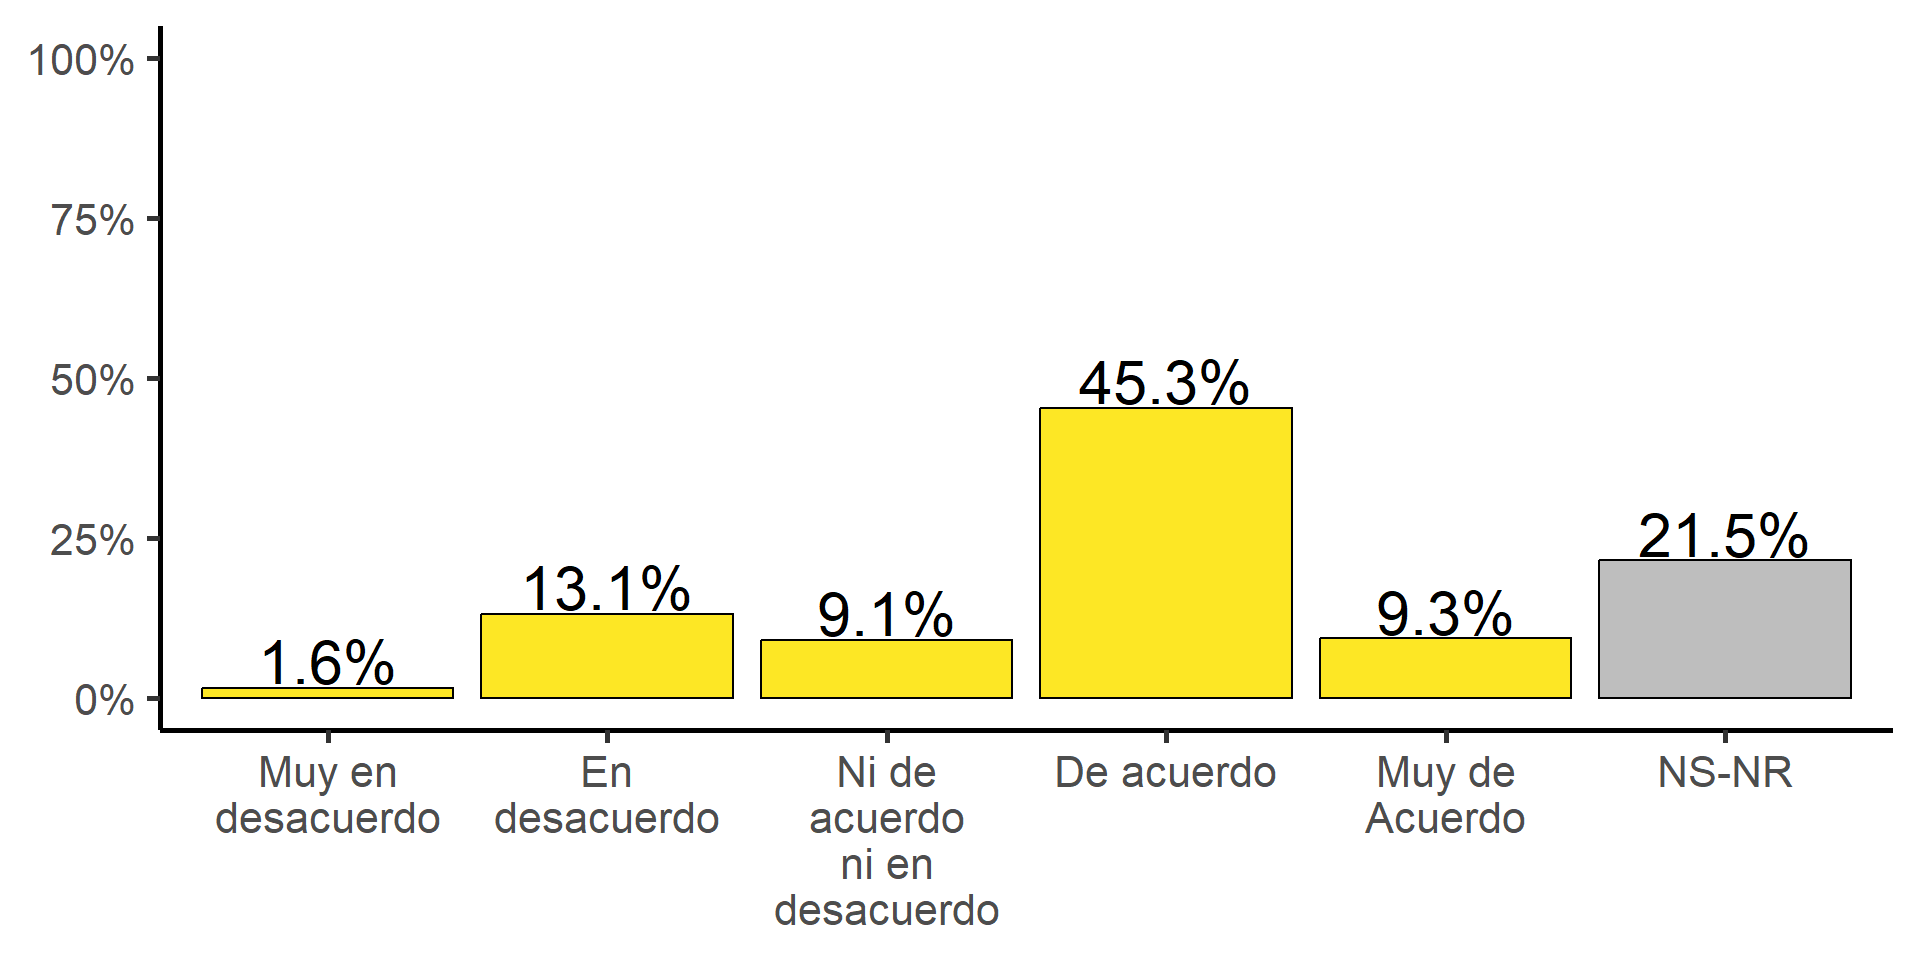 100%
75%
50%
25%
0%
1.6%
13.1%
9.1%
45.3%
9.3%
21.5%
Muy en
desacuerdo
En
desacuerdo
Ni de
acuerdo
ni en
desacuerdo
De acuerdo
Muy de
Acuerdo
NS-NR